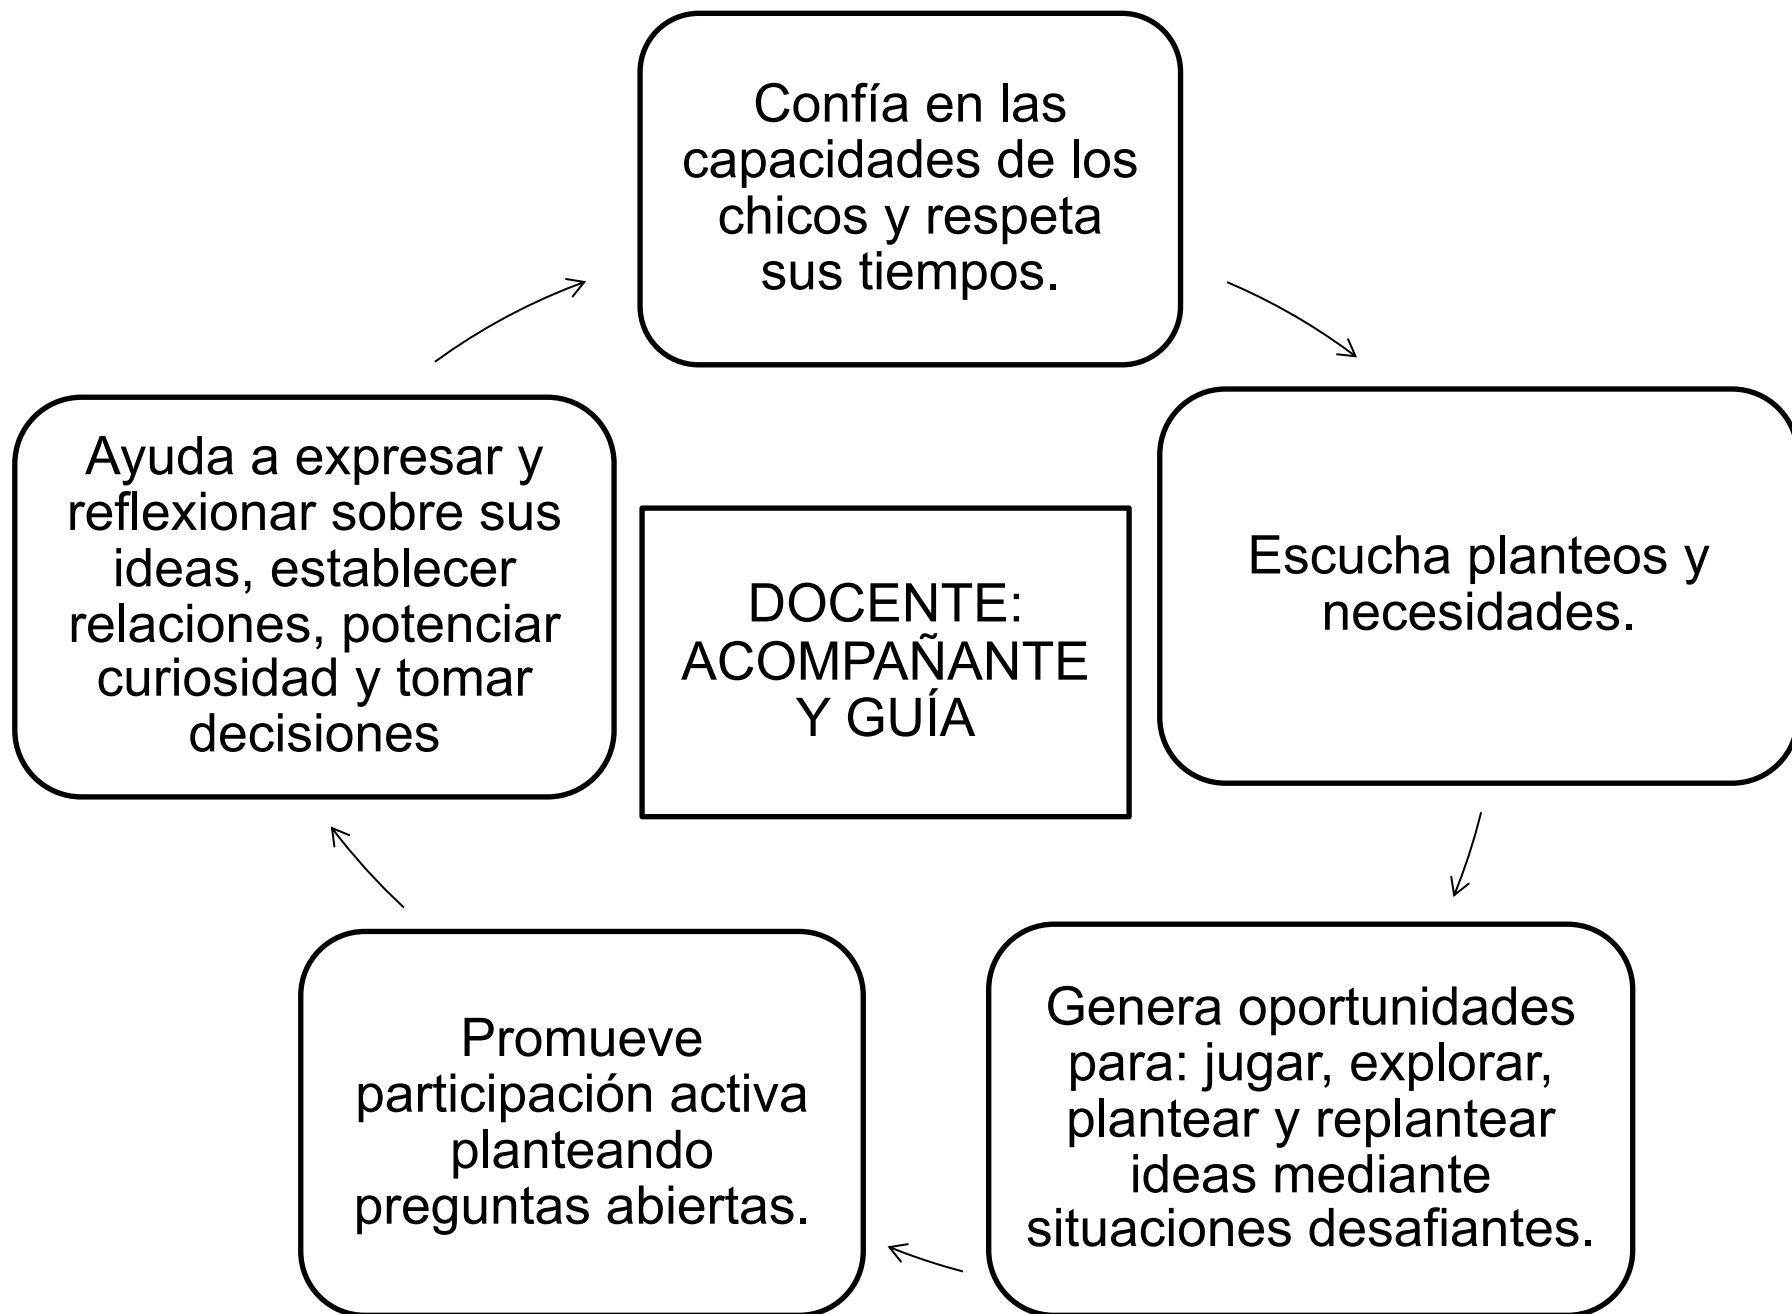 Confía en las
capacidades de los
chicos y respeta
sus tiempos.
Escucha planteos y
necesidades.
Genera oportunidades
para: jugar, explorar,
plantear y replantear
ideas mediante
situaciones desafiantes.
Promueve
participación activa
planteando
preguntas abiertas.
Ayuda a expresar y
reflexionar sobre sus
ideas, establecer
relaciones, potenciar
curiosidad y tomar
decisiones
DOCENTE:
ACOMPAÑANTE
Y GUÍA